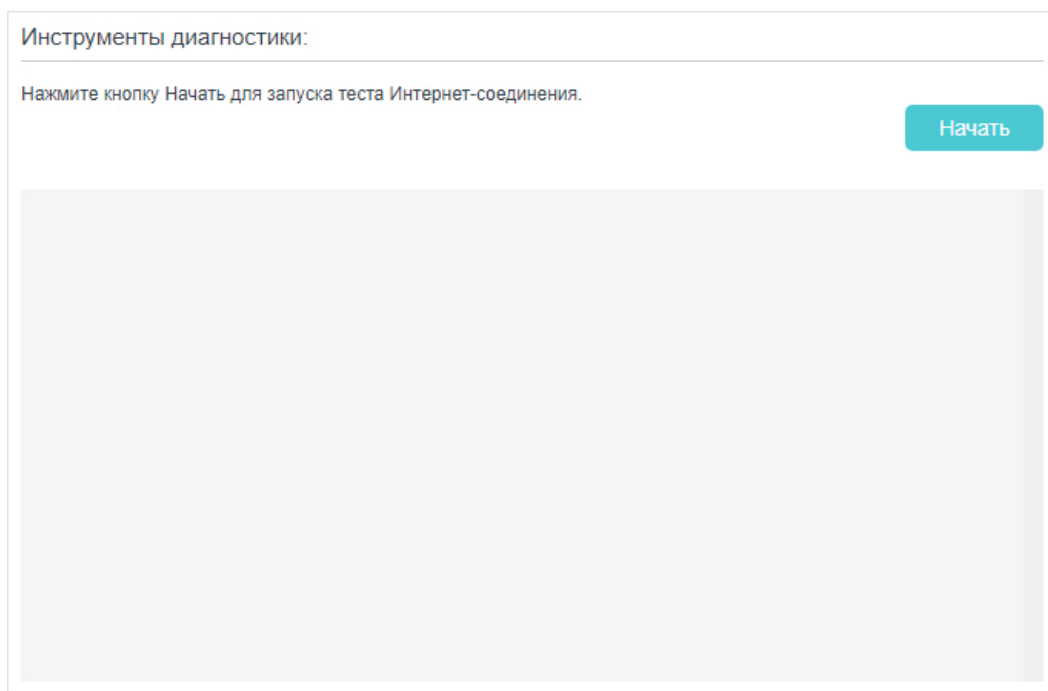 Инструменты диагностики:
Нажмите кнопку Начать для запуска теста Интернет-соединения.
Начать